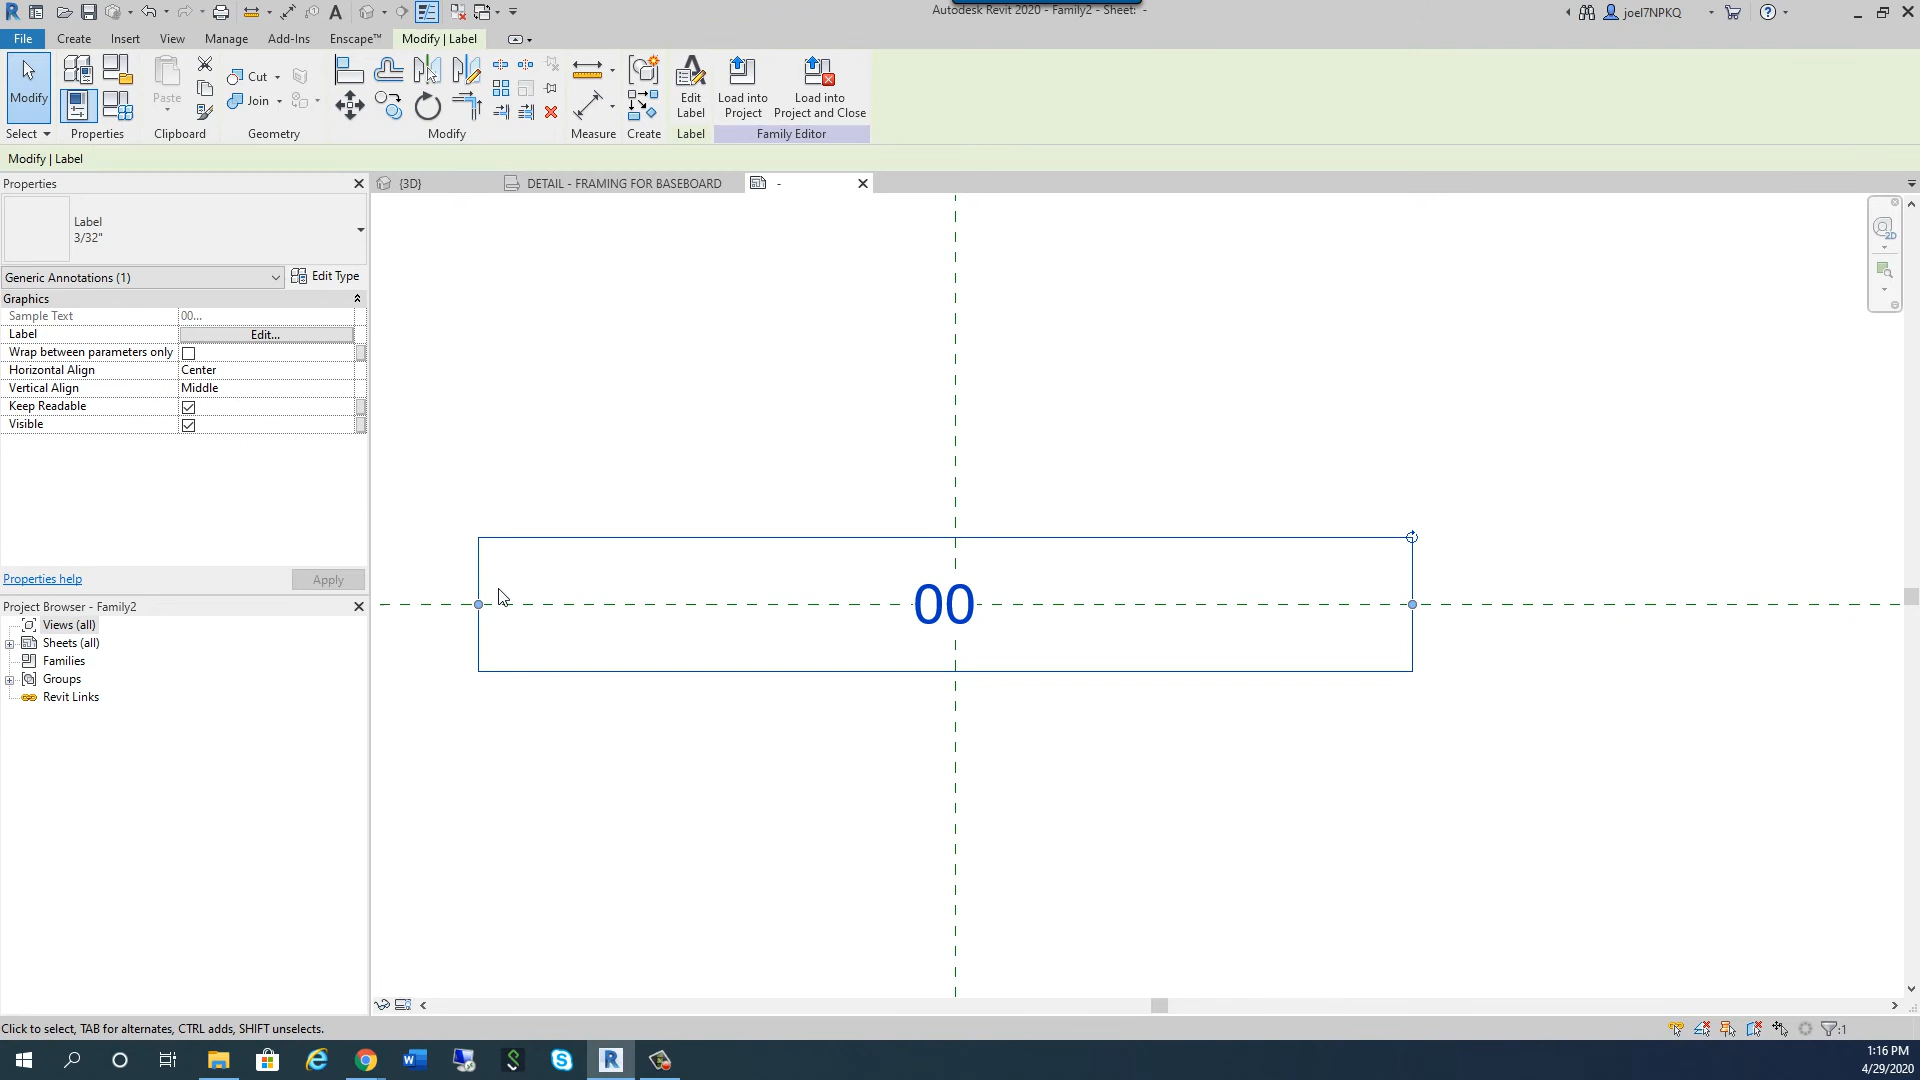 Autodesk Revit 2020 - Family2 - Sheet: -
joel7NPKQ
File Create Insert View Manage Add-Ins Enscape™ Modify | Label
Modify
Paste
Cut
Join
Edit Label
Load into Project
Load into Project and Close
Select Properties Clipboard Geometry Modify Measure Create Label Family Editor
Modify | Label
Properties
{3D}
DETAIL - FRAMING FOR BASEBOARD
-
Label
3/32"
Generic Annotations (1)
Edit Type
Graphics
Sample Text 00...
Label Edit...
Wrap between parameters only
Horizontal Align Center
Vertical Align Middle
Keep Readable
Visible
Properties help
Apply
Project Browser - Family2
Views (all)
Sheets (all)
Families
Groups
Revit Links
00
2D
Click to select, TAB for alternates, CTRL adds, SHIFT unselects.
:1
1:16 PM
4/29/2020